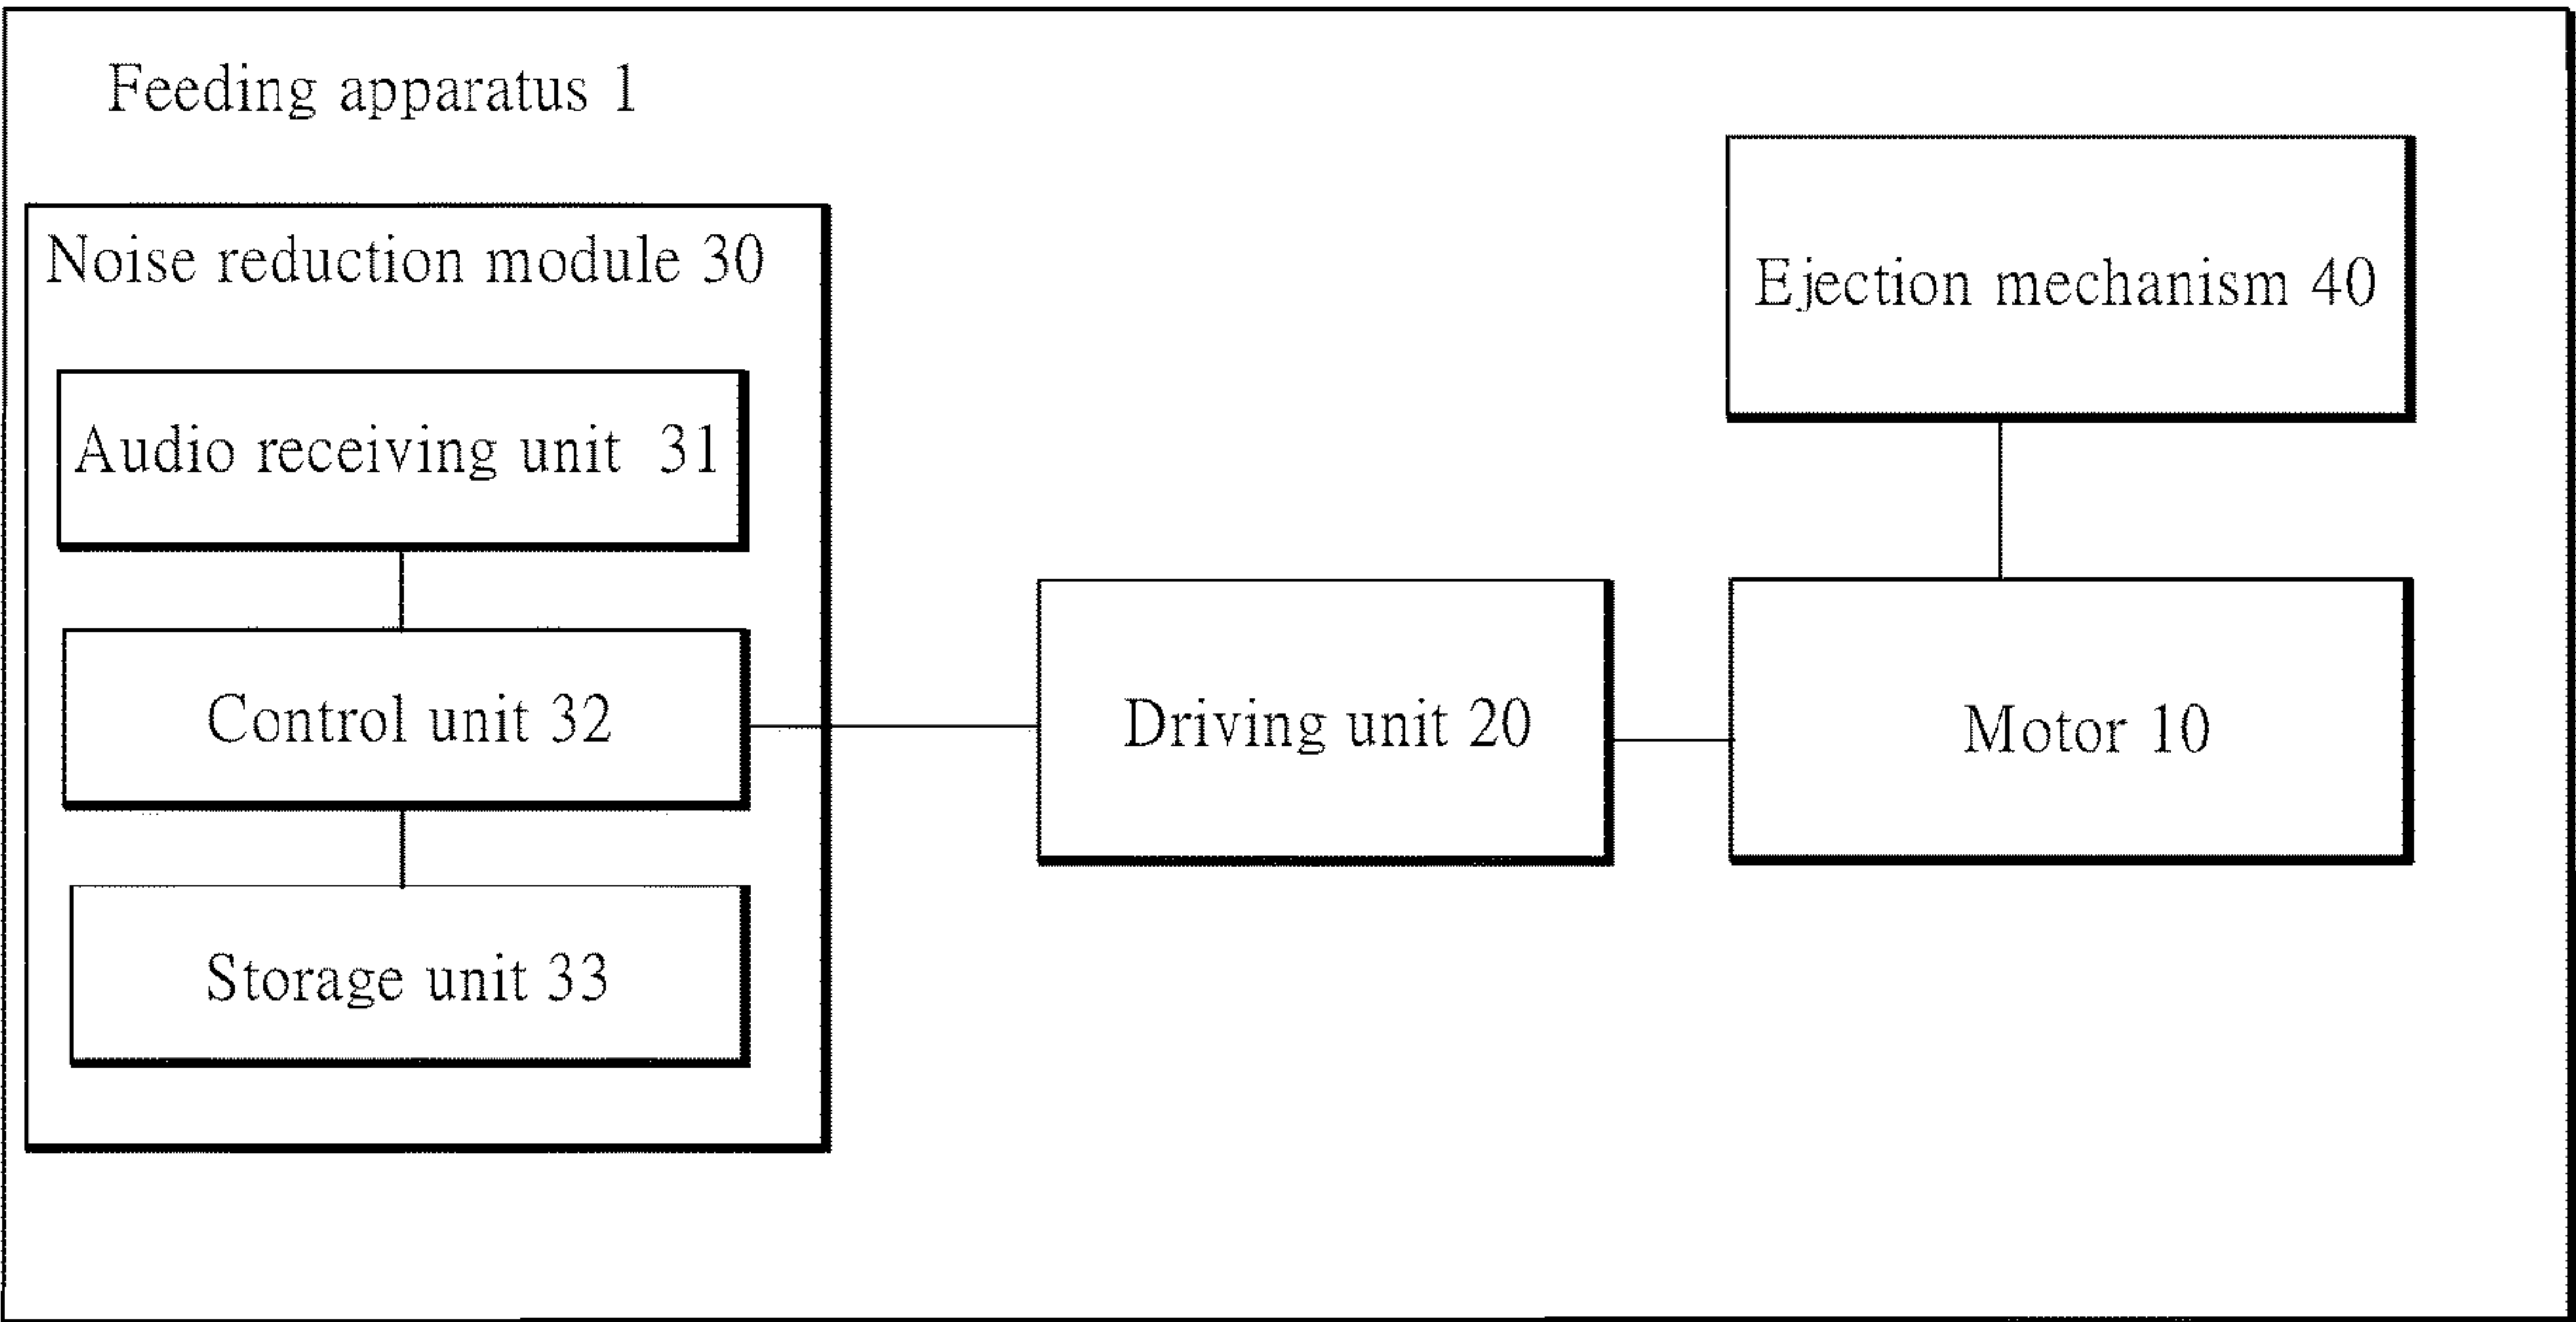 Feeding apparatus 1
Noise reduction module 30
Audio receiving unit 31
Control unit 32
Storage unit 33
Driving unit 20
Ejection mechanism 40
Motor 10